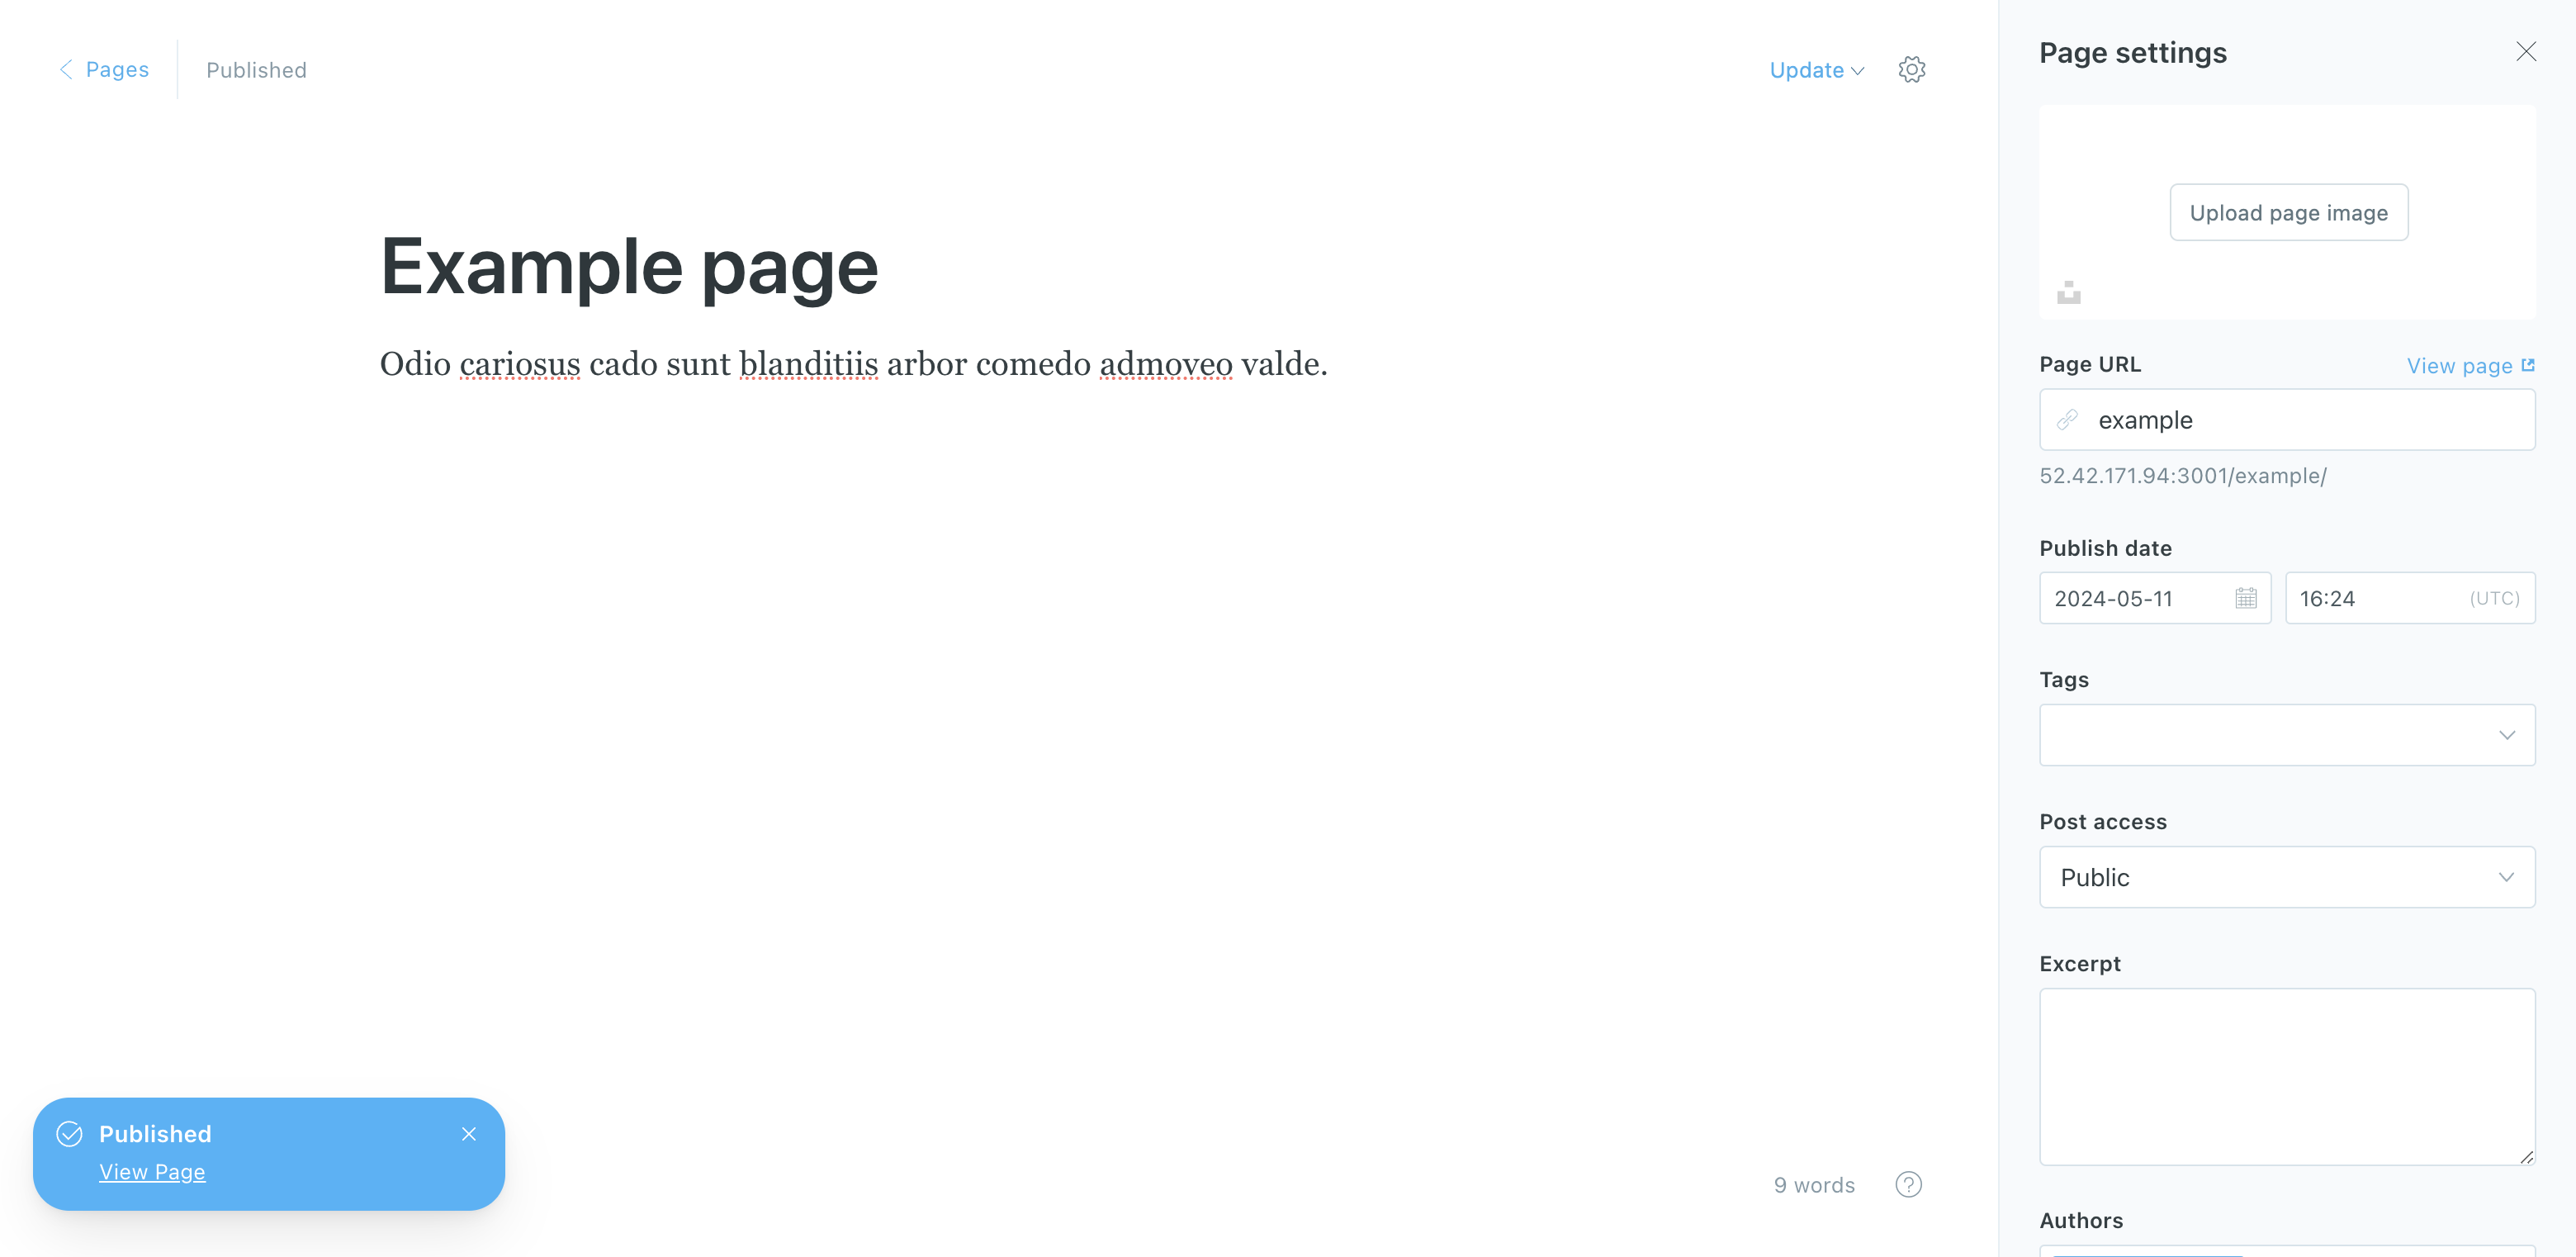 Pages
Published
Update
Example page
Odio cariosus cado sunt blanditiis arbor comedo admoveo valde.
Published
View Page
9 words
?
Page settings
Upload page image
Page URL
View page
example
52.42.171.94:3001/example/
Publish date
2024-05-11
16:24
(UTC)
Tags
Post access
Public
Excerpt
Authors